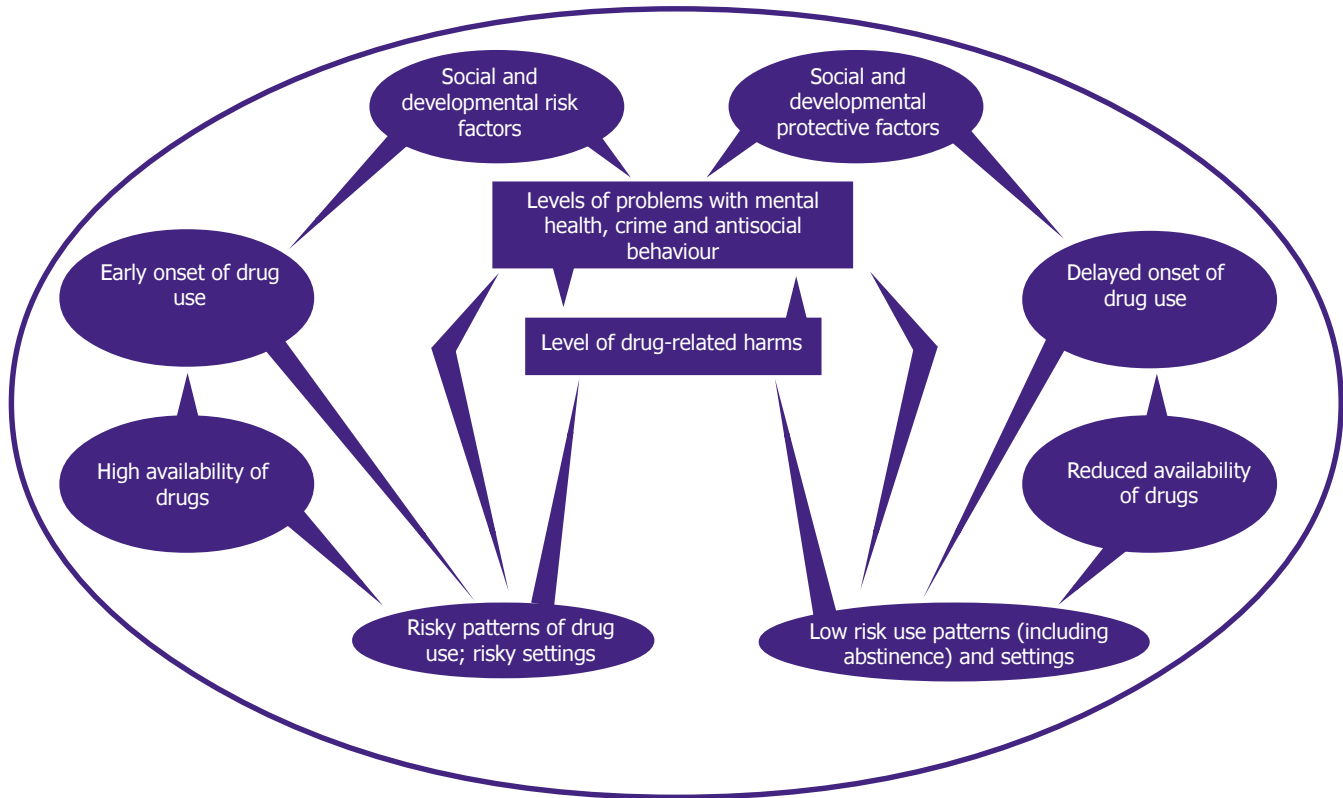 Social and
developmental risk
factors
Social and
developmental
protective factors
Levels of problems with mental
health, crime and antisocial
behaviour
Early onset of drug
use
Delayed onset of
drug use
Level of drug-related harms
High availability of
drugs
Reduced availability
of drugs
Risky patterns of drug
use; risky settings
Low risk use patterns (including
abstinence) and settings